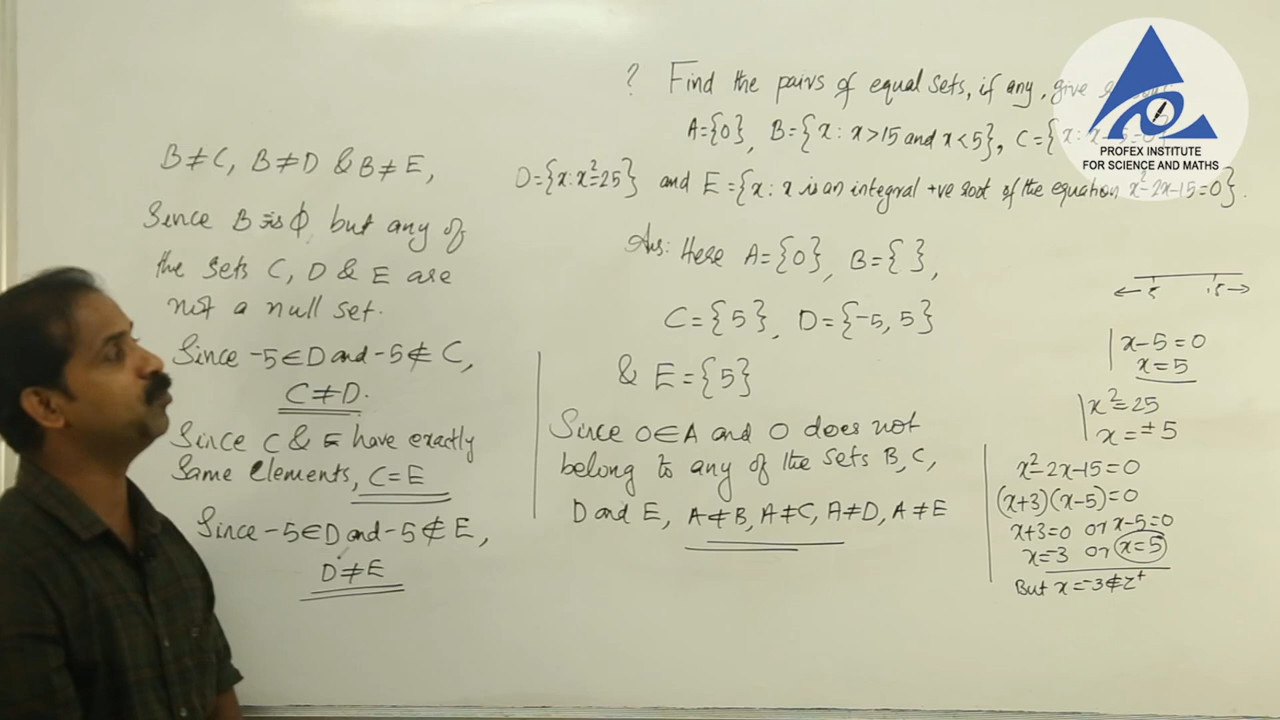 ? Find the pairs of equal sets, if any, give
A={0}, B={x : x>15 and x<5}, C={x: x-5=0}
D={x:x²=25} and E={x: x is an integral +ve root of the equation x²-2x-15=0}.
PROFEX INSTITUTE
FOR SCIENCE AND MATHS
Ans: Here A={0}, B={ },
C={5}, D={-5, 5}
& E={5}
Since 0∈A and 0 does not
belong to any of the sets B, C,
D and E, A≠B, A≠C, A≠D, A≠E
5 15
x-5=0
x=5
x²=25
x=±5
x²-2x-15=0
(x+3)(x-5)=0
x+3=0 or x-5=0
x=-3 or x=5
But x=-3∉Z⁺
B≠C, B≠D & B≠E,
Since B is ϕ, but any of
the sets C, D & E are
not a null set.
Since -5∈D and -5∉C,
C≠D.
Since C & E have exactly
Same elements, C=E
Since -5∈D and -5∉E,
D≠E